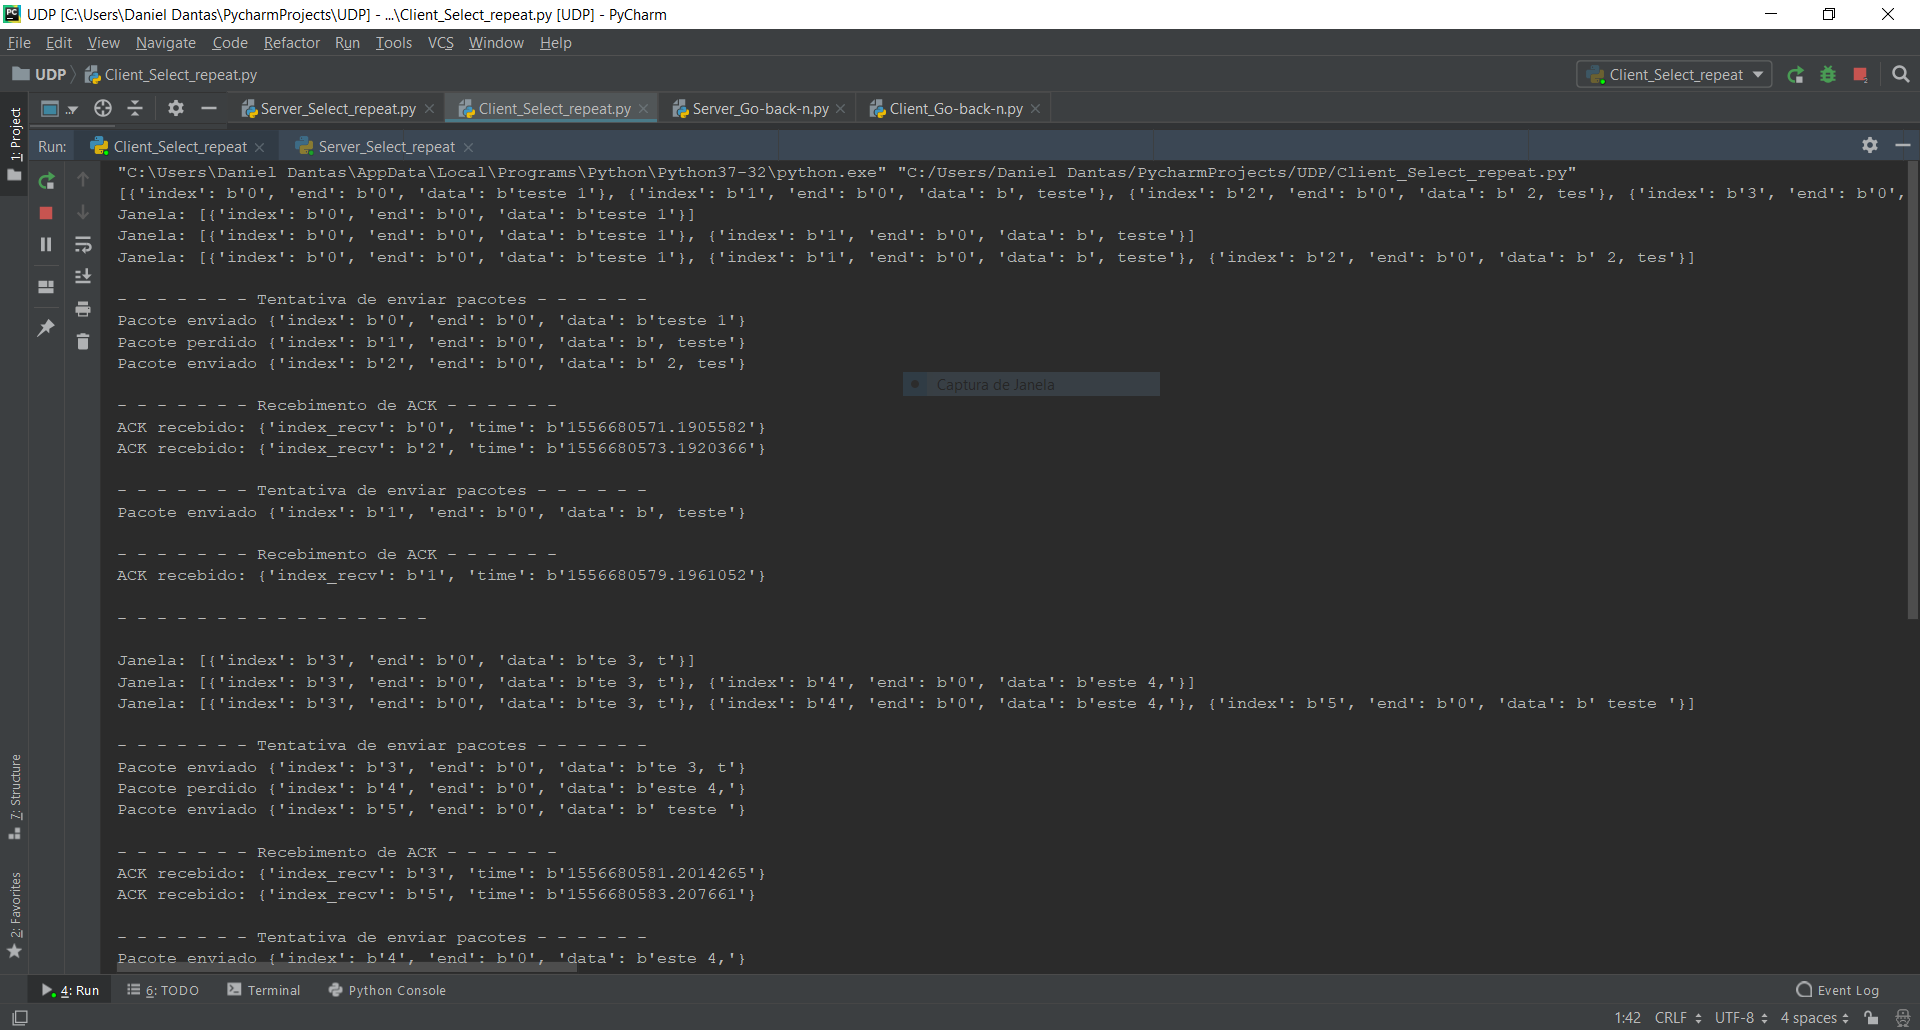 UDP [C:\Users\Daniel Dantas\PycharmProjects\UDP] - ...\Client_Select_repeat.py [UDP] - PyCharm
File Edit View Navigate Code Refactor Run Tools VCS Window Help
UDP Client_Select_repeat.py Client_Select_repeat
Server_Select_repeat.py Client_Select_repeat.py Server_Go-back-n.py Client_Go-back-n.py
1: Project
Run: Client_Select_repeat Server_Select_repeat
"C:\Users\Daniel Dantas\AppData\Local\Programs\Python\Python37-32\python.exe" "C:/Users/Daniel Dantas/PycharmProjects/UDP/Client_Select_repeat.py"
[{'index': b'0', 'end': b'0', 'data': b'teste 1'}, {'index': b'1', 'end': b'0', 'data': b', teste'}, {'index': b'2', 'end': b'0', 'data': b' 2, tes'}, {'index': b'3', 'end': b'0',
Janela: [{'index': b'0', 'end': b'0', 'data': b'teste 1'}]
Janela: [{'index': b'0', 'end': b'0', 'data': b'teste 1'}, {'index': b'1', 'end': b'0', 'data': b', teste'}]
Janela: [{'index': b'0', 'end': b'0', 'data': b'teste 1'}, {'index': b'1', 'end': b'0', 'data': b', teste'}, {'index': b'2', 'end': b'0', 'data': b' 2, tes'}]
- - - - - - - Tentativa de enviar pacotes - - - - - -
Pacote enviado {'index': b'0', 'end': b'0', 'data': b'teste 1'}
Pacote perdido {'index': b'1', 'end': b'0', 'data': b', teste'}
Pacote enviado {'index': b'2', 'end': b'0', 'data': b' 2, tes'}
Captura de Janela
- - - - - - - Recebimento de ACK - - - - - -
ACK recebido: {'index_recv': b'0', 'time': b'1556680571.1905582'}
ACK recebido: {'index_recv': b'2', 'time': b'1556680573.1920366'}
- - - - - - - Tentativa de enviar pacotes - - - - - -
Pacote enviado {'index': b'1', 'end': b'0', 'data': b', teste'}
- - - - - - - Recebimento de ACK - - - - - -
ACK recebido: {'index_recv': b'1', 'time': b'1556680579.1961052'}
- - - - - - - - - - - - - - - -
Janela: [{'index': b'3', 'end': b'0', 'data': b'te 3, t'}]
Janela: [{'index': b'3', 'end': b'0', 'data': b'te 3, t'}, {'index': b'4', 'end': b'0', 'data': b'este 4,'}]
Janela: [{'index': b'3', 'end': b'0', 'data': b'te 3, t'}, {'index': b'4', 'end': b'0', 'data': b'este 4,'}, {'index': b'5', 'end': b'0', 'data': b' teste '}]
- - - - - - - Tentativa de enviar pacotes - - - - - -
Pacote enviado {'index': b'3', 'end': b'0', 'data': b'te 3, t'}
Pacote perdido {'index': b'4', 'end': b'0', 'data': b'este 4,'}
Pacote enviado {'index': b'5', 'end': b'0', 'data': b' teste '}
- - - - - - - Recebimento de ACK - - - - - -
ACK recebido: {'index_recv': b'3', 'time': b'1556680581.2014265'}
ACK recebido: {'index_recv': b'5', 'time': b'1556680583.207661'}
- - - - - - - Tentativa de enviar pacotes - - - - - -
Pacote enviado {'index': b'4', 'end': b'0', 'data': b'este 4,'}
7: Structure
2: Favorites
4: Run 6: TODO Terminal Python Console Event Log
1:42 CRLF UTF-8 4 spaces